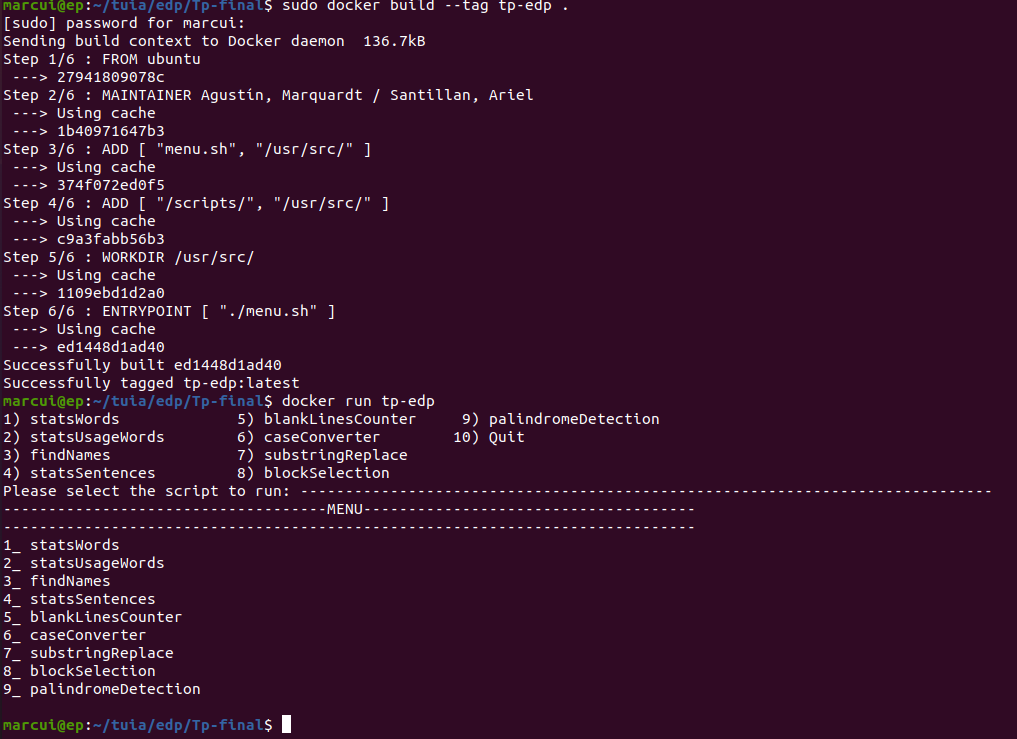 marcui@ep:~/tuia/edp/Tp-final$ sudo docker build --tag tp-edp .
[sudo] password for marcui:
Sending build context to Docker daemon  136.7kB
Step 1/6 : FROM ubuntu
 ---> 27941809078c
Step 2/6 : MAINTAINER Agustín, Marquardt / Santillan, Ariel
 ---> Using cache
 ---> 1b40971647b3
Step 3/6 : ADD [ "menu.sh", "/usr/src/" ]
 ---> Using cache
 ---> 374f072ed0f5
Step 4/6 : ADD [ "/scripts/", "/usr/src/" ]
 ---> Using cache
 ---> c9a3fabb56b3
Step 5/6 : WORKDIR /usr/src/
 ---> Using cache
 ---> 1109ebd1d2a0
Step 6/6 : ENTRYPOINT [ "./menu.sh" ]
 ---> Using cache
 ---> ed1448d1ad40
Successfully built ed1448d1ad40
Successfully tagged tp-edp:latest
marcui@ep:~/tuia/edp/Tp-final$ docker run tp-edp
1) statsWords             5) blankLinesCounter     9) palindromeDetection
2) statsUsageWords        6) caseConverter        10) Quit
3) findNames              7) substringReplace
4) statsSentences         8) blockSelection
Please select the script to run: -----------------------------------------------------------------------------
------------------------------------MENU-------------------------------------
-----------------------------------------------------------------------------
1_ statsWords
2_ statsUsageWords
3_ findNames
4_ statsSentences
5_ blankLinesCounter
6_ caseConverter
7_ substringReplace
8_ blockSelection
9_ palindromeDetection
marcui@ep:~/tuia/edp/Tp-final$